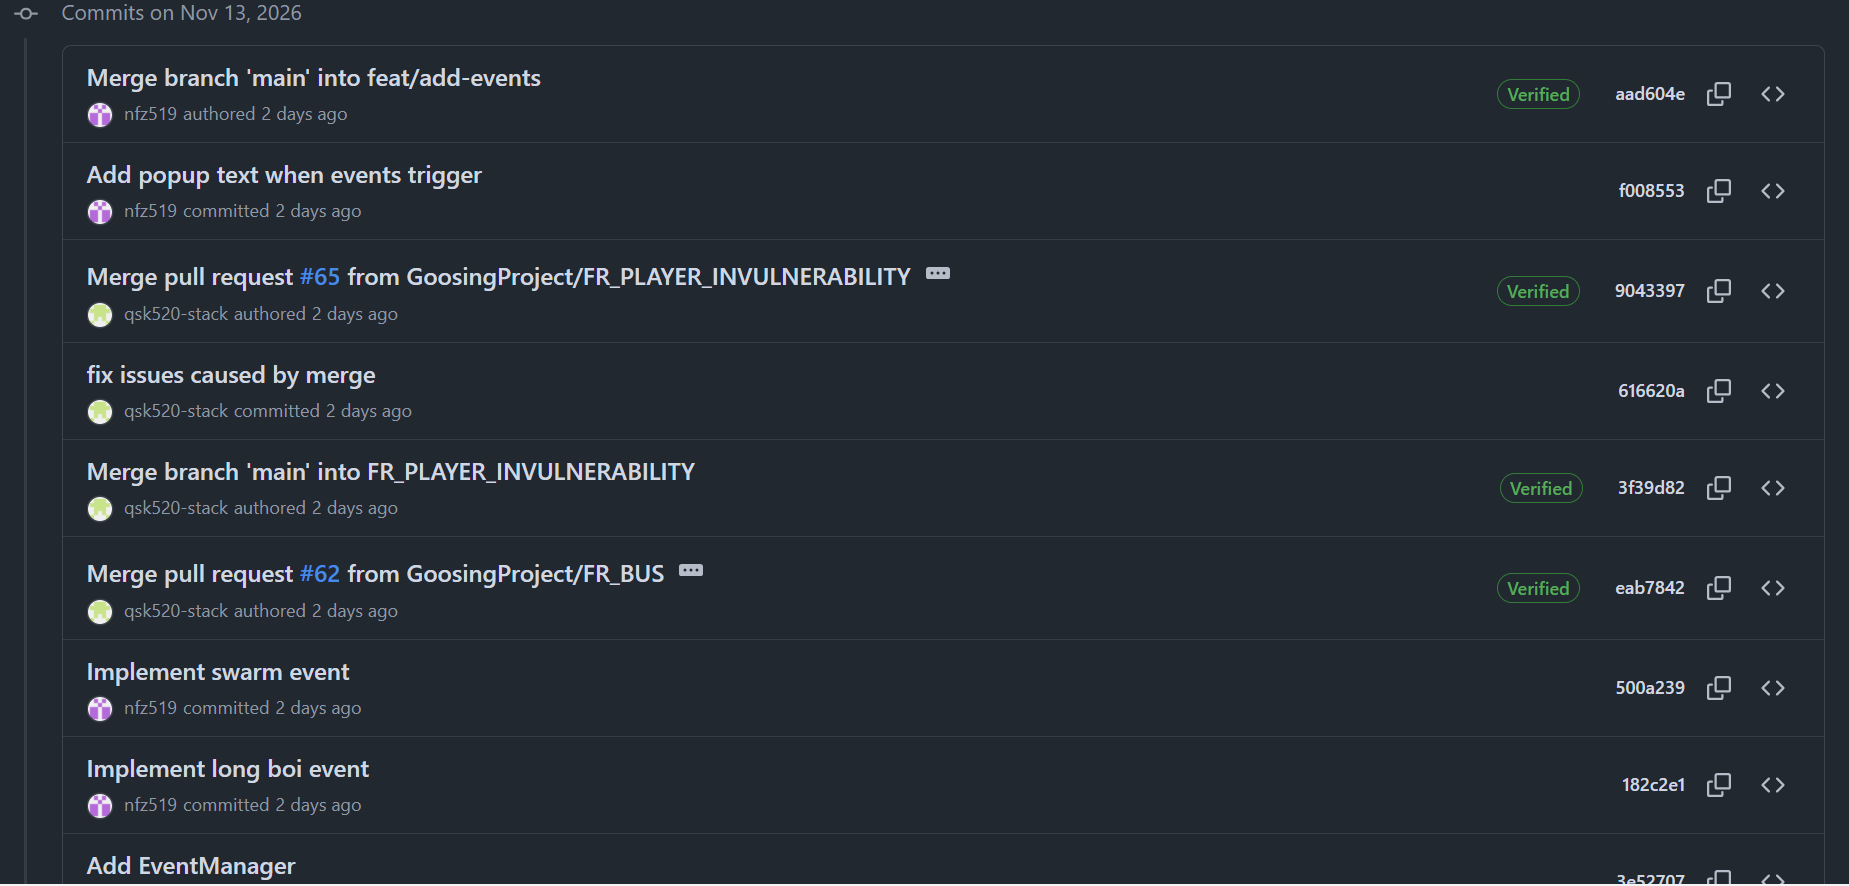 Commits on Nov 13, 2026
Merge branch 'main' into feat/add-events
nfz519 authored 2 days ago
Verified
aad604e
Add popup text when events trigger
nfz519 committed 2 days ago
f008553
Merge pull request #65 from GoosingProject/FR_PLAYER_INVULNERABILITY
qsk520-stack authored 2 days ago
Verified
9043397
fix issues caused by merge
qsk520-stack committed 2 days ago
616620a
Merge branch 'main' into FR_PLAYER_INVULNERABILITY
qsk520-stack authored 2 days ago
Verified
3f39d82
Merge pull request #62 from GoosingProject/FR_BUS
qsk520-stack authored 2 days ago
Verified
eab7842
Implement swarm event
nfz519 committed 2 days ago
500a239
Implement long boi event
nfz519 committed 2 days ago
182c2e1
Add EventManager
3e52707